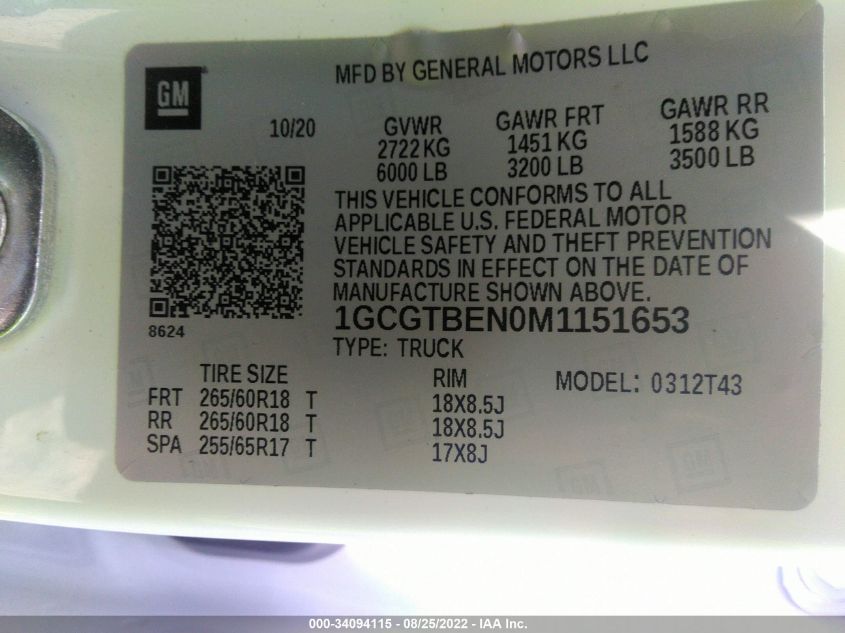 GM
MFD BY GENERAL MOTORS LLC
10/20
GVWR GAWR FRT GAWR RR
2722 KG 1451 KG 1588 KG
6000 LB 3200 LB 3500 LB
THIS VEHICLE CONFORMS TO ALL
APPLICABLE U.S. FEDERAL MOTOR
VEHICLE SAFETY AND THEFT PREVENTION
STANDARDS IN EFFECT ON THE DATE OF
MANUFACTURE SHOWN ABOVE.
8624
1GCGTBEN0M1151653
TYPE: TRUCK
TIRE SIZE RIM MODEL: 0312T43
FRT 265/60R18 T 18X8.5J
RR 265/60R18 T 18X8.5J
SPA 255/65R17 T 17X8J
000-34094115 - 08/25/2022 - IAA Inc.